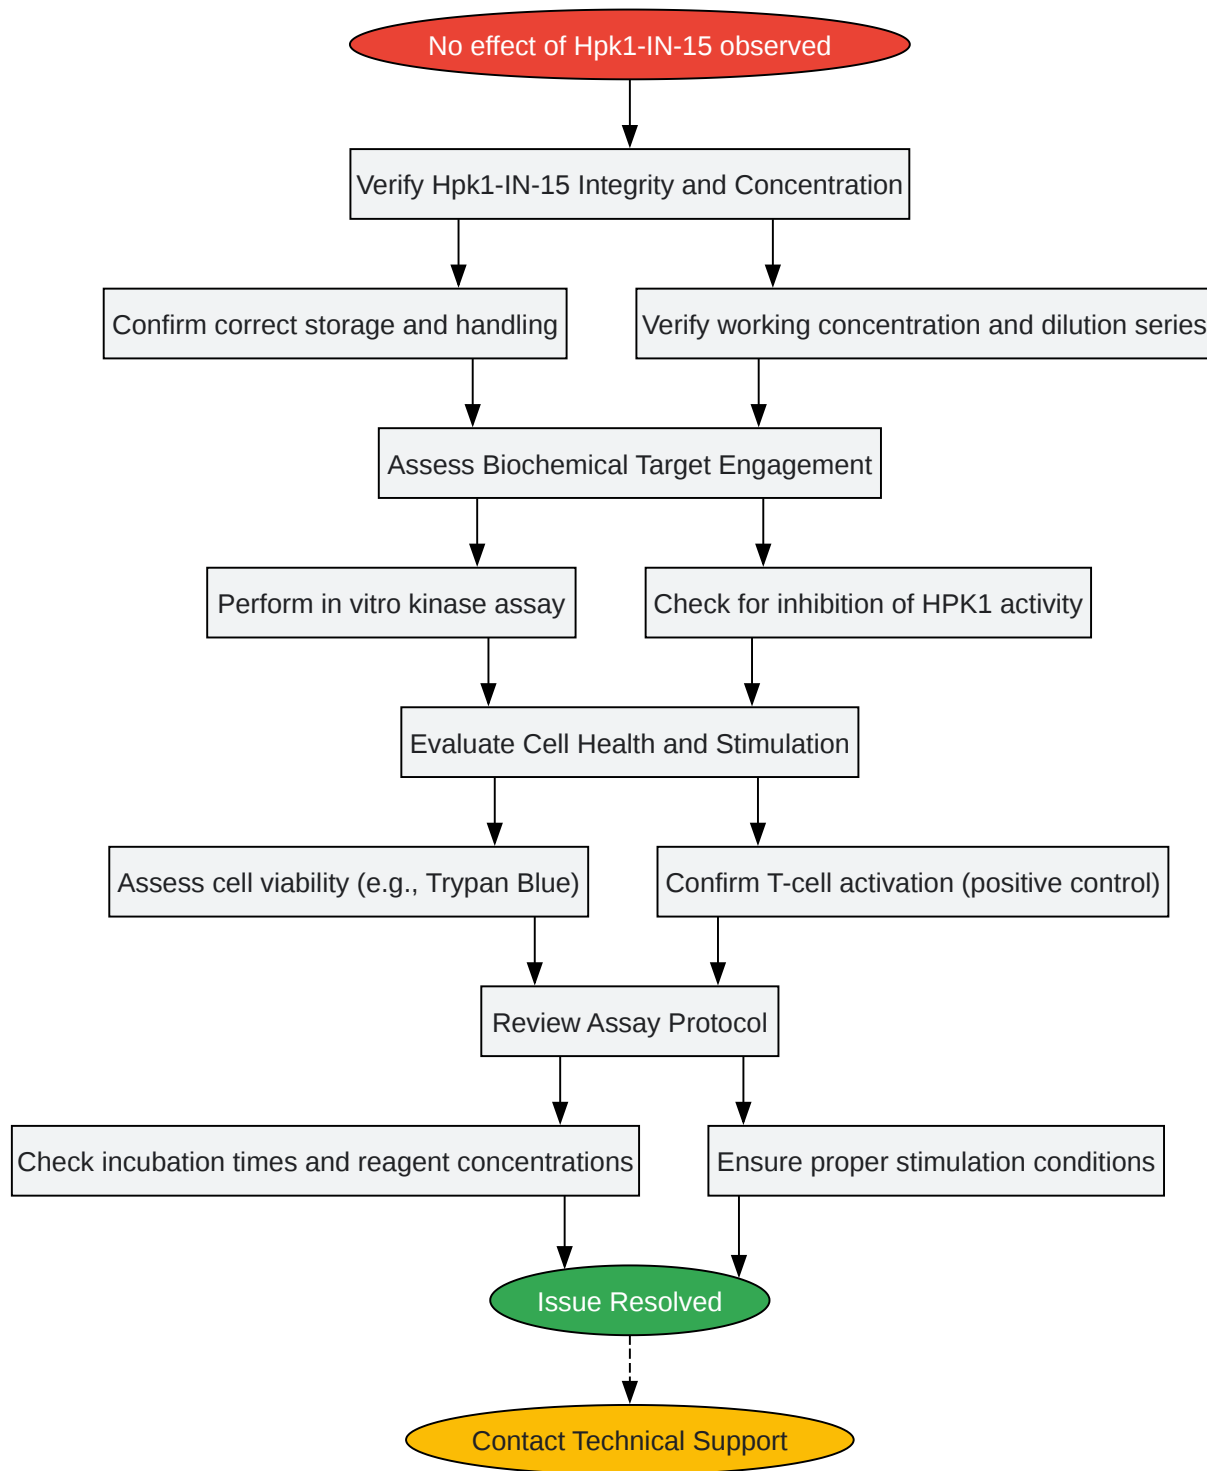 No effect of Hpk1-IN-15 observed
Verify Hpk1-IN-15 Integrity and Concentration
Confirm correct storage and handling
Verify working concentration and dilution series
Assess Biochemical Target Engagement
Perform in vitro kinase assay
Check for inhibition of HPK1 activity
Evaluate Cell Health and Stimulation
Assess cell viability (e.g., Trypan Blue)
Confirm T-cell activation (positive control)
Review Assay Protocol
Check incubation times and reagent concentrations
Ensure proper stimulation conditions
Issue Resolved
Contact Technical Support